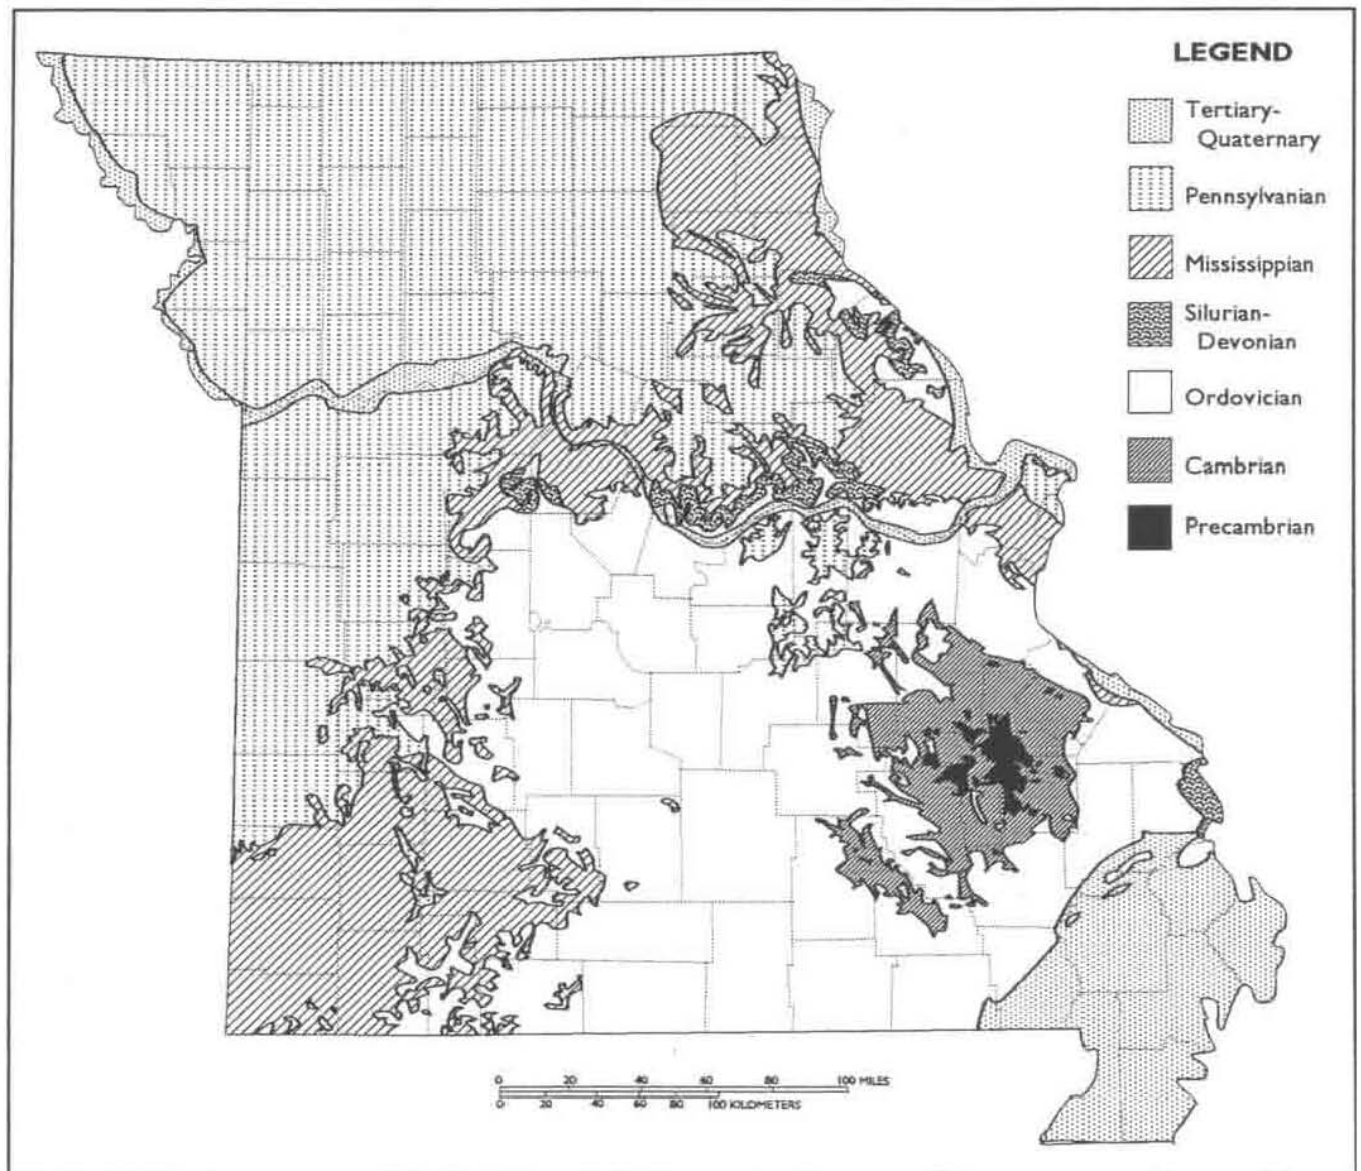 LEGEND
Tertiary-
Quaternary
Pennsylvanian
Mississippian
Silurian-
Devonian
Ordovician
Cambrian
Precambrian
0 20 40 60 80 100 MILES
0 20 40 60 80 100 KILOMETERS